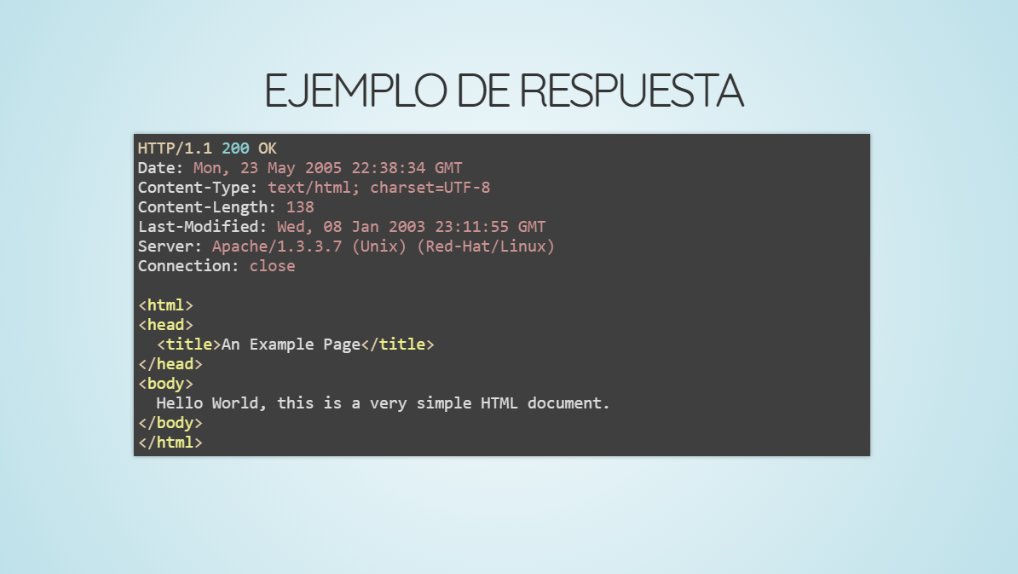 EJEMPLO DE RESPUESTA
HTTP/1.1 200 OK
Date: Mon, 23 May 2005 22:38:34 GMT
Content-Type: text/html; charset=UTF-8
Content-Length: 138
Last-Modified: Wed, 08 Jan 2003 23:11:55 GMT
Server: Apache/1.3.3.7 (Unix) (Red-Hat/Linux)
Connection: close

<html>
<head>
  <title>An Example Page</title>
</head>
<body>
  Hello World, this is a very simple HTML document.
</body>
</html>